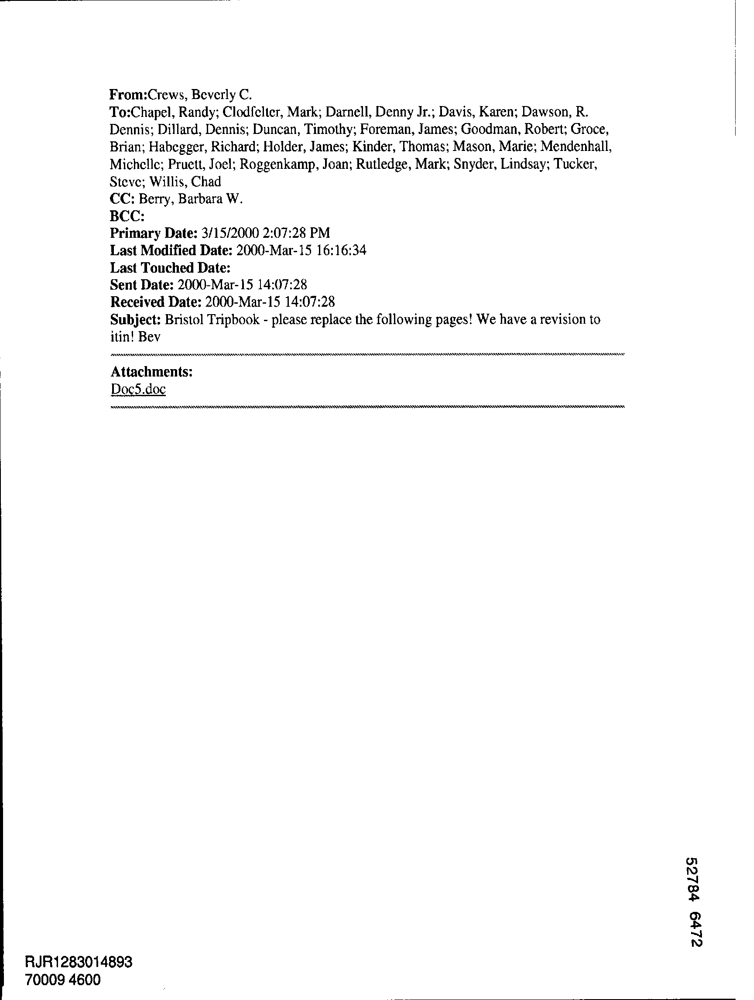 From:Crews, Beverly C.
To:Chapel, Randy; Clodfelter, Mark; Darnell, Denny Jr.; Davis, Karen; Dawson, R.
Dennis; Dillard, Dennis; Duncan, Timothy; Foreman, James; Goodman, Robert; Groce,
Brian; Habegger, Richard; Holder, James; Kinder, Thomas; Mason, Marie; Mendenhall,
Michelle; Pruett, Joel; Roggenkamp, Joan; Rutledge, Mark; Snyder, Lindsay; Tucker,
Steve; Willis, Chad
CC: Berry, Barbara W.
BCC:
Primary Date: 3/15/2000 2:07:28 PM
Last Modified Date: 2000-Mar-15 16:16:34
Last Touched Date:
Sent Date: 2000-Mar-15 14:07:28
Received Date: 2000-Mar-15 14:07:28
Subject: Bristol Tripbook - please replace the following pages! We have a revision to
itin! Bev
Attachments:
Doc5.doc
52784 6472
RJR1283014893
70009 4600